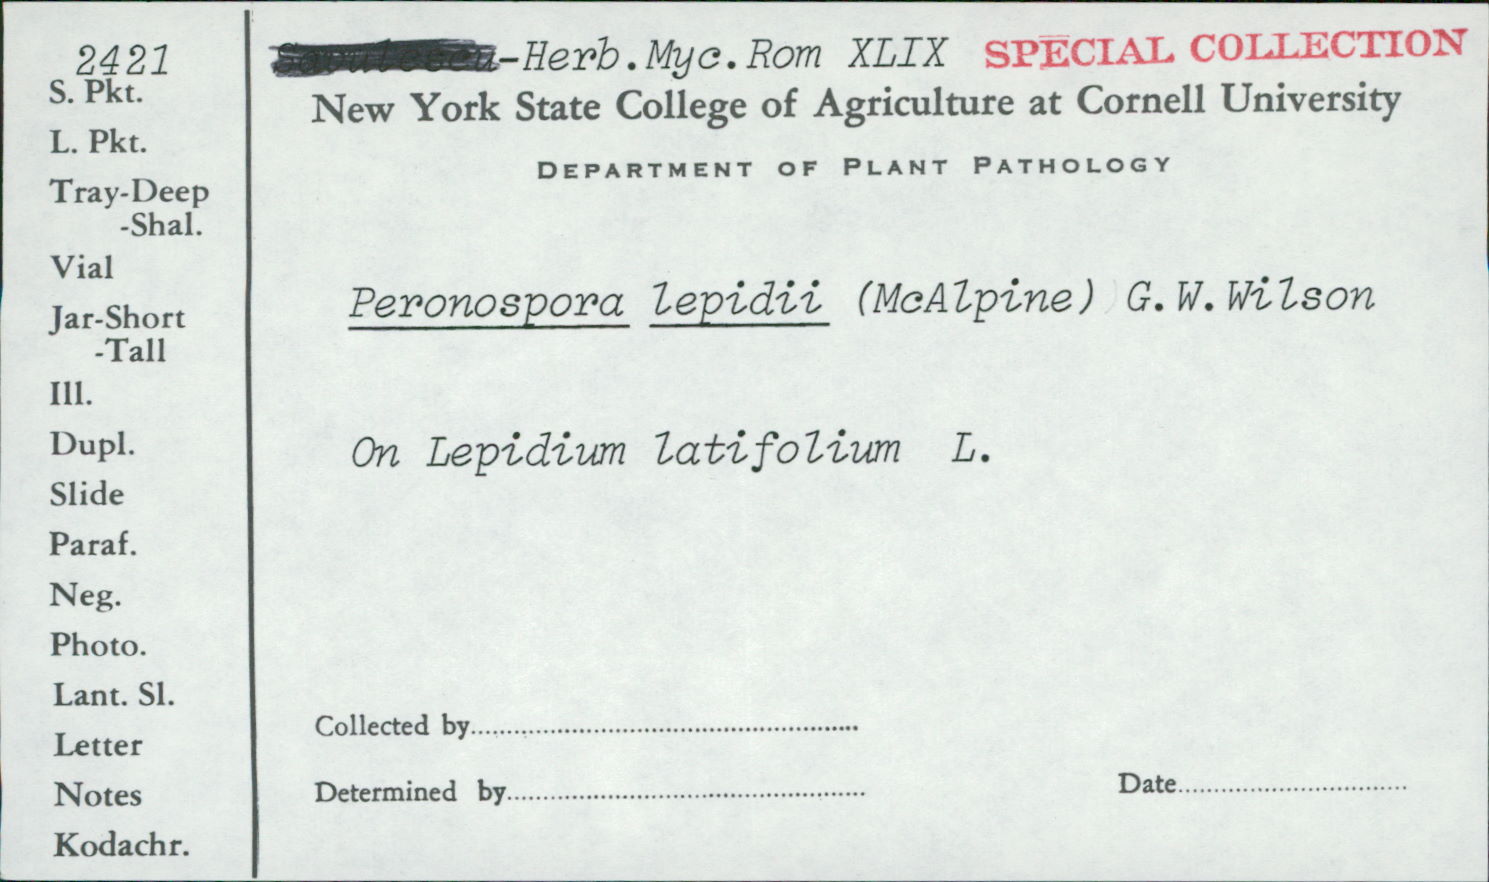 2421
S. Pkt.
L. Pkt.
Tray-Deep
-Shal.
Vial
Jar-Short
-Tall
Ill.
Dupl.
Slide
Paraf.
Neg.
Photo.
Lant. Sl.
Letter
Notes
Kodachr.
-Herb.Myc.Rom XLIX SPECIAL COLLECTION
New York State College of Agriculture at Cornell University
DEPARTMENT OF PLANT PATHOLOGY
Peronospora lepidii (McAlpine) G.W.Wilson
On Lepidium latifolium L.
Collected by
Determined by
Date